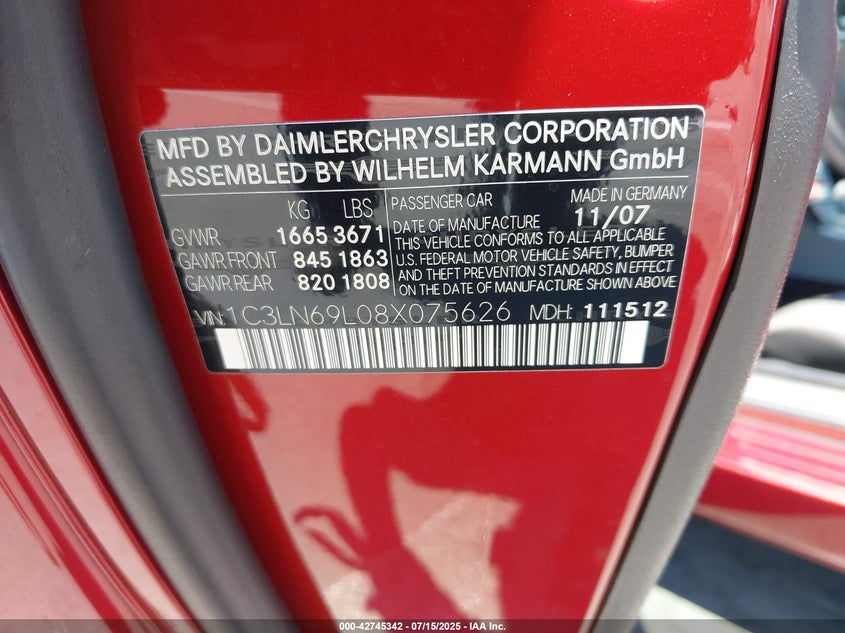 MFD BY DAIMLERCHRYSLER CORPORATION
ASSEMBLED BY WILHELM KARMANN GmbH
KG LBS
GVWR 1665 3671
GAWR FRONT 845 1863
GAWR REAR 820 1808
PASSENGER CAR MADE IN GERMANY
DATE OF MANUFACTURE 11/07
THIS VEHICLE CONFORMS TO ALL APPLICABLE
U.S. FEDERAL MOTOR VEHICLE SAFETY, BUMPER
AND THEFT PREVENTION STANDARDS IN EFFECT
ON THE DATE OF MANUFACTURE SHOWN ABOVE
VIN: 1C3LN69L08X075626 MDH: 111512
000-42745342 - 07/15/2025 - IAA Inc.